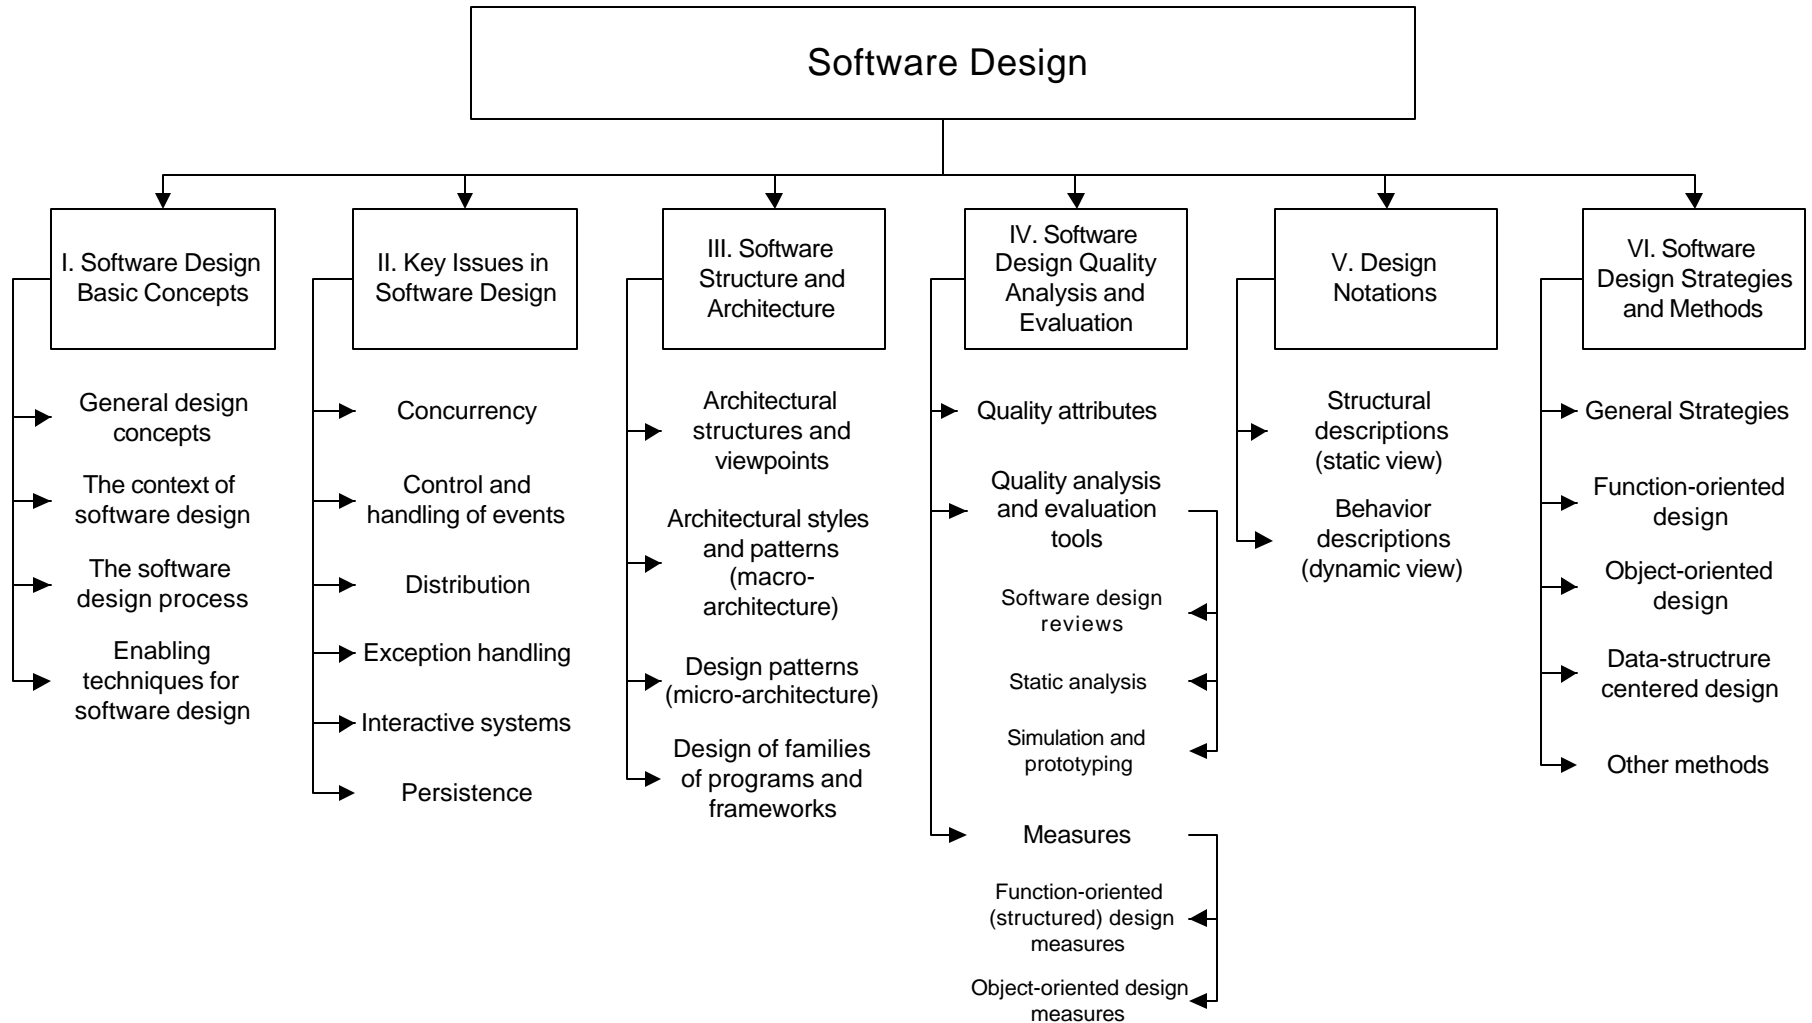 Software Design
I. Software Design
Basic Concepts
General design
concepts
The context of
software design
The software
design process
Enabling
techniques for
software design
II. Key Issues in
Software Design
Concurrency
Control and
handling of events
Distribution
Exception handling
Interactive systems
Persistence
III. Software
Structure and
Architecture
Architectural
structures and
viewpoints
Architectural styles
and patterns
(macro-
architecture)
Design patterns
(micro-architecture)
Design of families
of programs and
frameworks
IV. Software
Design Quality
Analysis and
Evaluation
Quality attributes
Quality analysis
and evaluation
tools
Software design
reviews
Static analysis
Simulation and
prototyping
Measures
Function-oriented
(structured) design
measures
Object-oriented design
measures
V. Design
Notations
Structural
descriptions
(static view)
Behavior
descriptions
(dynamic view)
VI. Software
Design Strategies
and Methods
General Strategies
Function-oriented
design
Object-oriented
design
Data-structrure
centered design
Other methods